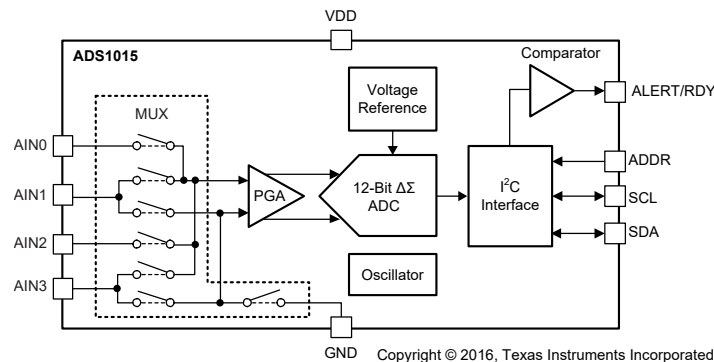 VDD
ADS1015
Comparator
Voltage
Reference
ALERT/RDY
MUX
AIN0
ADDR
AIN1
PGA
12-Bit ΔΣ
ADC
I²C
Interface
SCL
AIN2
SDA
AIN3
Oscillator
GND
Copyright © 2016, Texas Instruments Incorporated